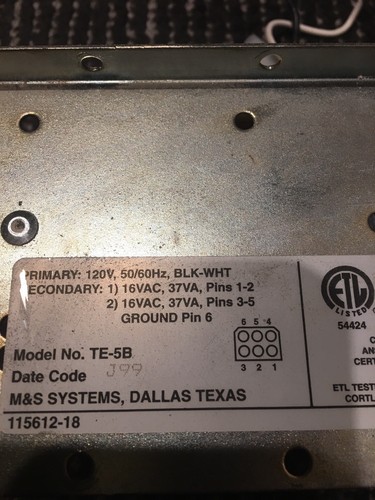 PRIMARY: 120V, 50/60Hz, BLK-WHT
SECONDARY: 1) 16VAC, 37VA, Pins 1-2
2) 16VAC, 37VA, Pins 3-5
GROUND Pin 6
6 5 4
3 2 1
Model No. TE-5B
Date Code J99
M&S SYSTEMS, DALLAS TEXAS
115612-18
ETL
LISTED
54424
ETL